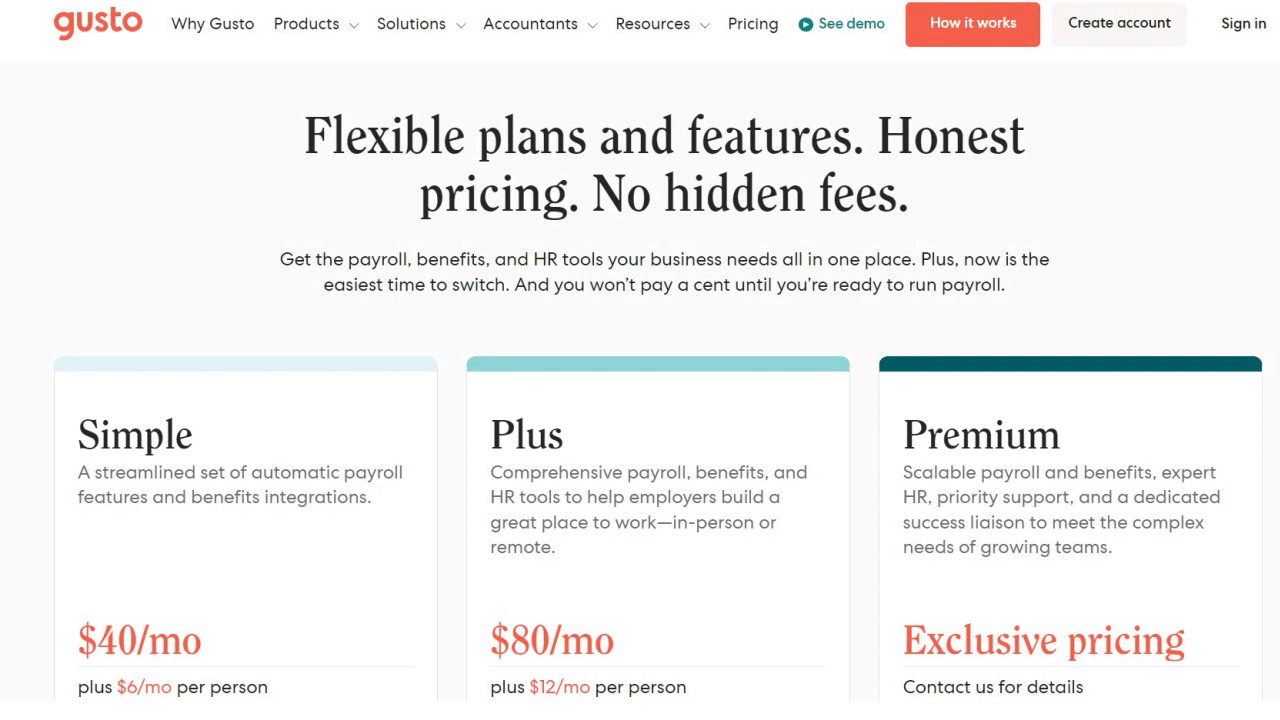 gusto Why Gusto Products Solutions Accountants Resources Pricing See demo How it works Create account Sign in
Flexible plans and features. Honest
pricing. No hidden fees.
Get the payroll, benefits, and HR tools your business needs all in one place. Plus, now is the
easiest time to switch. And you won’t pay a cent until you’re ready to run payroll.
Simple
A streamlined set of automatic payroll
features and benefits integrations.
$40/mo
plus $6/mo per person
Plus
Comprehensive payroll, benefits, and
HR tools to help employers build a
great place to work—in-person or
remote.
$80/mo
plus $12/mo per person
Premium
Scalable payroll and benefits, expert
HR, priority support, and a dedicated
success liaison to meet the complex
needs of growing teams.
Exclusive pricing
Contact us for details